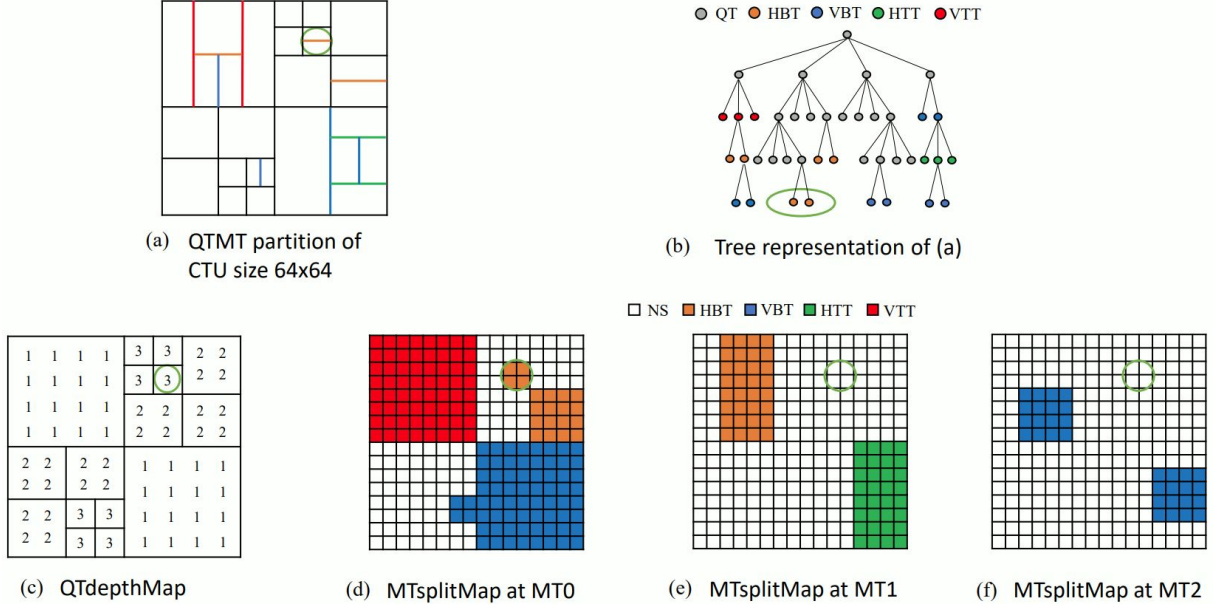 QT HBT VBT HTT VTT
(a) QTMT partition of
CTU size 64x64
(b) Tree representation of (a)
NS HBT VBT HTT VTT
1 1 1 1 3 3 2 2
1 1 1 1 3 3 2 2
1 1 1 1 2 2 2 2
1 1 1 1 2 2 2 2
2 2 2 2 1 1 1 1
2 2 2 2 1 1 1 1
2 2 3 3 1 1 1 1
2 2 3 3 1 1 1 1
(c) QTdepthMap
(d) MTsplitMap at MT0
(e) MTsplitMap at MT1
(f) MTsplitMap at MT2